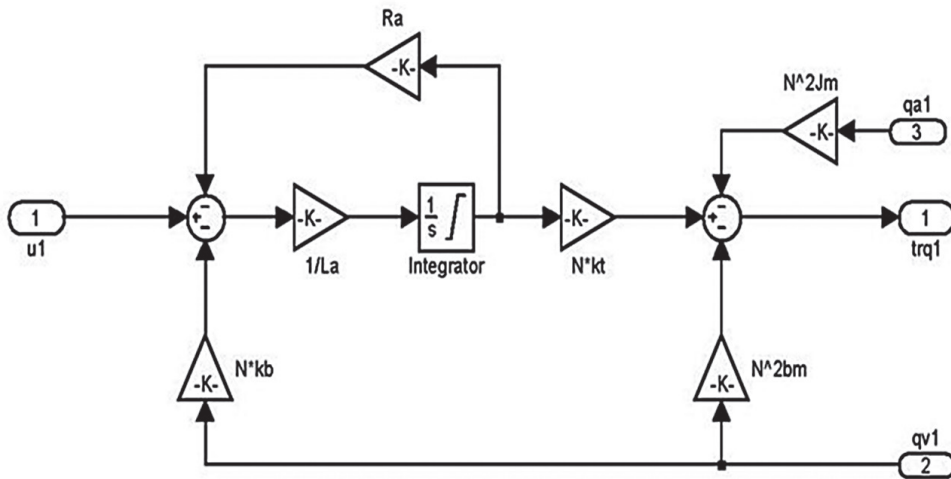 Ra
-K-
N^2Jm
-K-
qa1
3
1
u1
+
-
-
-K-
1/La
1
s
Integrator
-K-
N*kt
+
-
-
1
trq1
-K-
N*kb
-K-
N^2bm
qv1
2